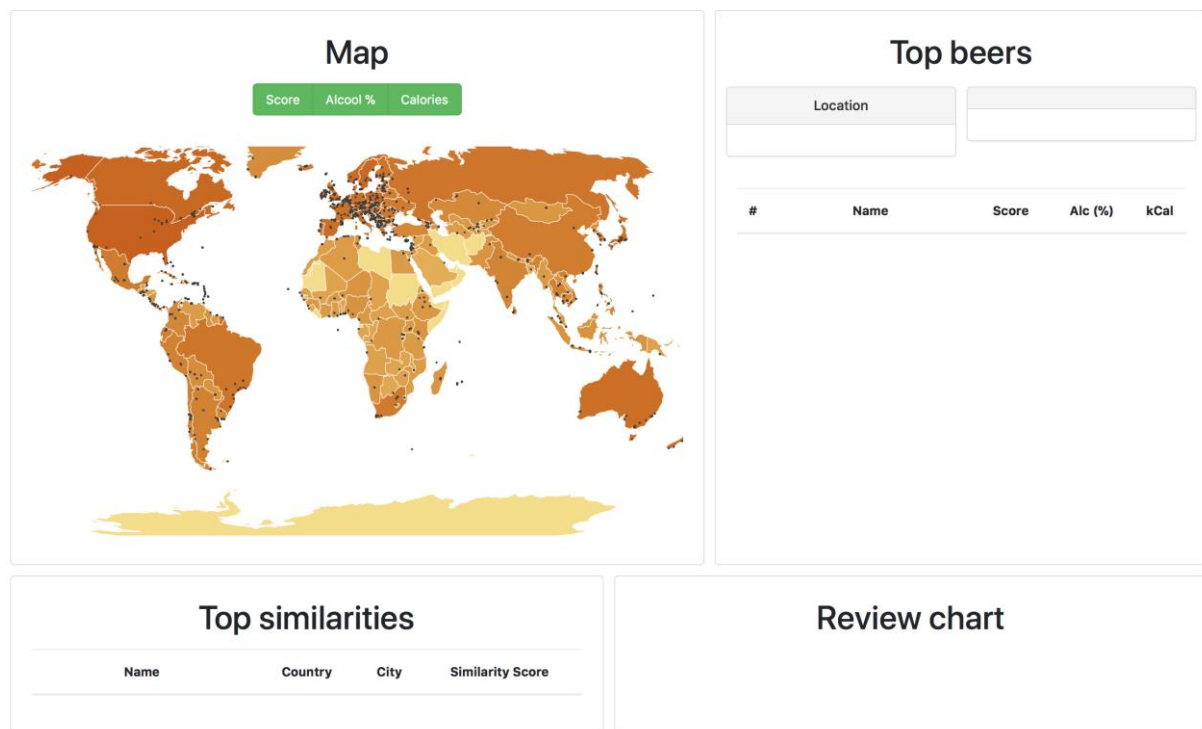 Map
Score Alcool % Calories
Top beers
Location
# Name Score Alc (%) kCal
Top similarities
Name Country City Similarity Score
Review chart